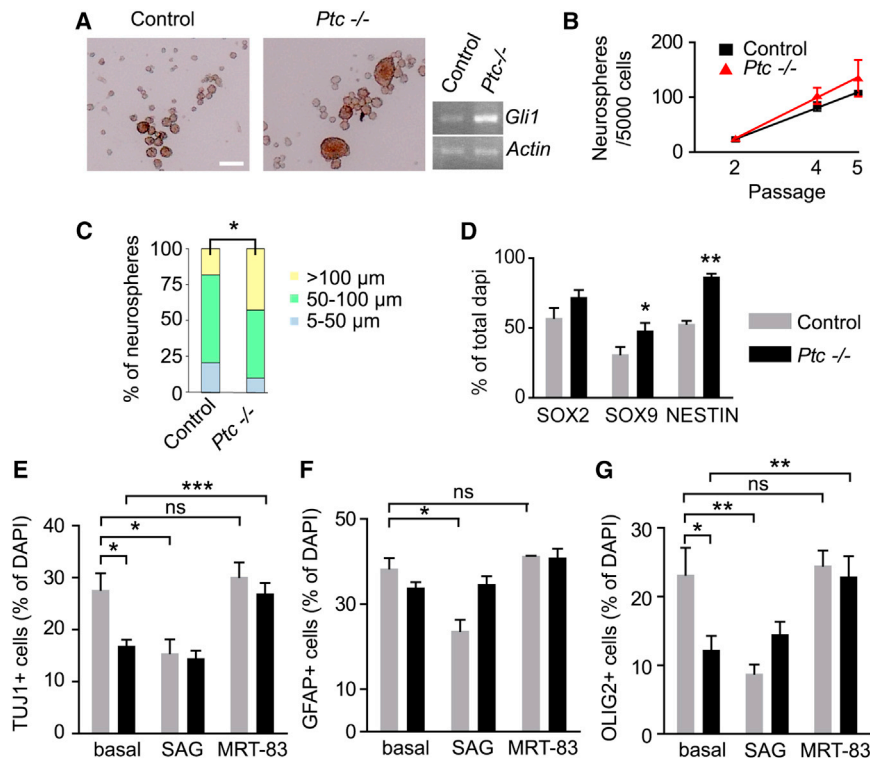 A
Control
Ptc -/-
Control
Ptc-/-
Gli1
Actin
B
Neurospheres
/5000 cells
200
100
0
2
4
5
Passage
Control
Ptc -/-
C
% of neurospheres
100
75
50
25
0
*
Control
Ptc -/-
>100 µm
50-100 µm
5-50 µm
D
% of total dapi
100
50
0
*
**
SOX2 SOX9 NESTIN
Control
Ptc -/-
E
TUJ1+ cells (% of DAPI)
40
30
20
10
0
***
ns
*
*
basal SAG MRT-83
F
GFAP+ cells (% of DAPI)
50
30
10
0
ns
*
basal SAG MRT-83
G
OLIG2+ cells (% of DAPI)
30
20
10
0
**
ns
**
*
basal SAG MRT-83